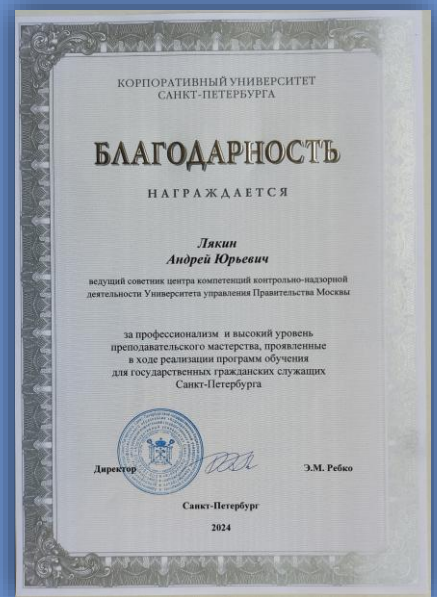 КОРПОРАТИВНЫЙ УНИВЕРСИТЕТ
САНКТ-ПЕТЕРБУРГА
БЛАГОДАРНОСТЬ
НАГРАЖДАЕТСЯ
Лякин
Андрей Юрьевич
ведущий советник центра компетенций контрольно-надзорной
деятельности Университета управления Правительства Москвы
за профессионализм и высокий уровень
преподавательского мастерства, проявленные
в ходе реализации программ обучения
для государственных гражданских служащих
Санкт-Петербурга
Директор Э.М. Ребко
Санкт-Петербург
2024